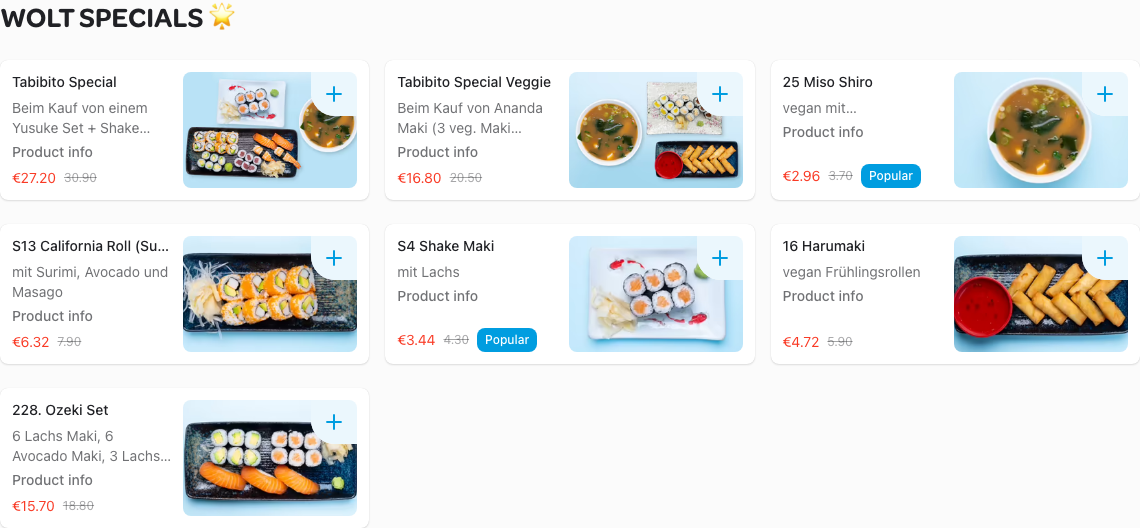 WOLT SPECIALS 🌟
Tabibito Special
Beim Kauf von einem
Yusuke Set + Shake...
Product info
€27.20 30.90
Tabibito Special Veggie
Beim Kauf von Ananda
Maki (3 veg. Maki...
Product info
€16.80 20.50
25 Miso Shiro
vegan mit...
Product info
€2.96 3.70 Popular
S13 California Roll (Su...
mit Surimi, Avocado und
Masago
Product info
€6.32 7.90
S4 Shake Maki
mit Lachs
Product info
€3.44 4.30 Popular
16 Harumaki
vegan Frühlingsrollen
Product info
€4.72 5.90
228. Ozeki Set
6 Lachs Maki, 6
Avocado Maki, 3 Lachs...
Product info
€15.70 18.80